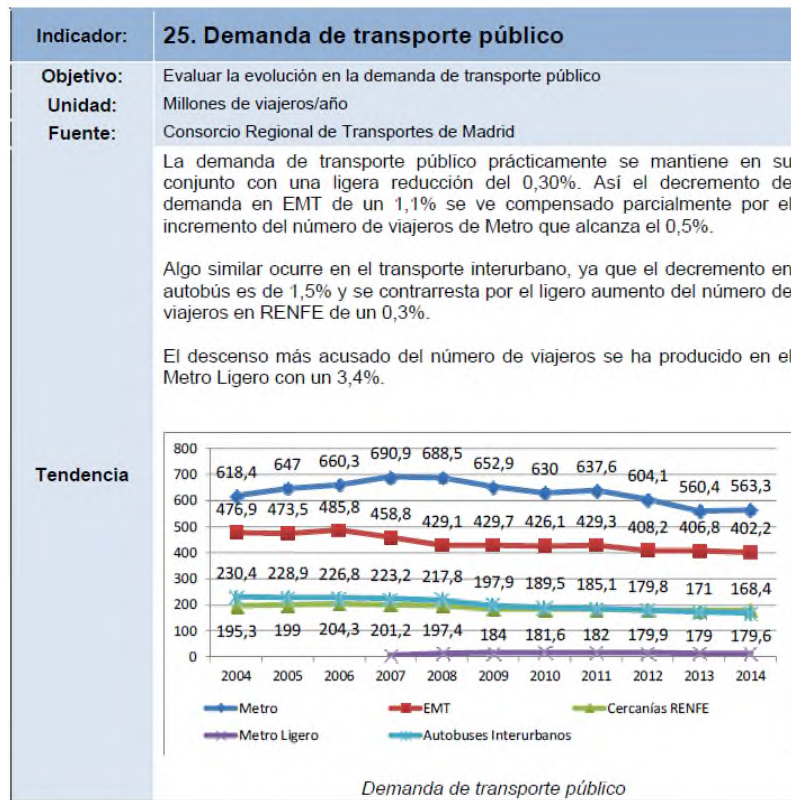 Indicador: 25. Demanda de transporte público
Objetivo: Evaluar la evolución en la demanda de transporte público
Unidad: Millones de viajeros/año
Fuente: Consorcio Regional de Transportes de Madrid
La demanda de transporte público prácticamente se mantiene en su
conjunto con una ligera reducción del 0,30%. Así el decremento de
demanda en EMT de un 1,1% se ve compensado parcialmente por el
incremento del número de viajeros de Metro que alcanza el 0,5%.
Algo similar ocurre en el transporte interurbano, ya que el decremento en
autobús es de 1,5% y se contrarresta por el ligero aumento del número de
viajeros en RENFE de un 0,3%.
El descenso más acusado del número de viajeros se ha producido en el
Metro Ligero con un 3,4%.
Tendencia
800
700
600
500
400
300
200
100
0
618,4 647 660,3 690,9 688,5 652,9 630 637,6 604,1 560,4 563,3
476,9 473,5 485,8 458,8 429,1 429,7 426,1 429,3 408,2 406,8 402,2
230,4 228,9 226,8 223,2 217,8 197,9 189,5 185,1 179,8 171 168,4
195,3 199 204,3 201,2 197,4 184 181,6 182 179,9 179 179,6
2004 2005 2006 2007 2008 2009 2010 2011 2012 2013 2014
Metro EMT Cercanías RENFE
Metro Ligero Autobuses Interurbanos
Demanda de transporte público